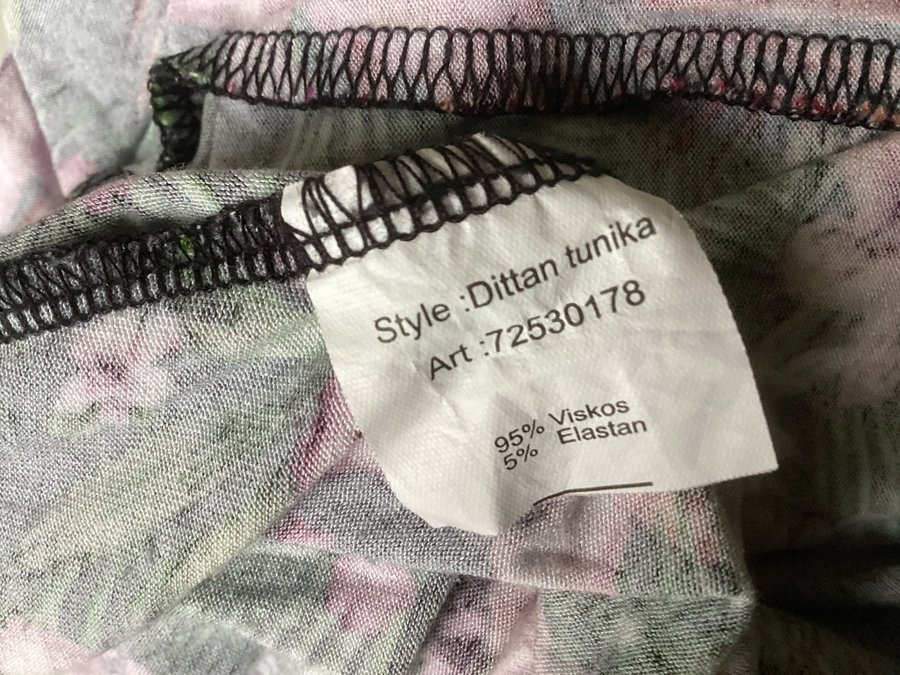 Style :Dittan tunika
Art :72530178
95% Viskos
5% Elastan